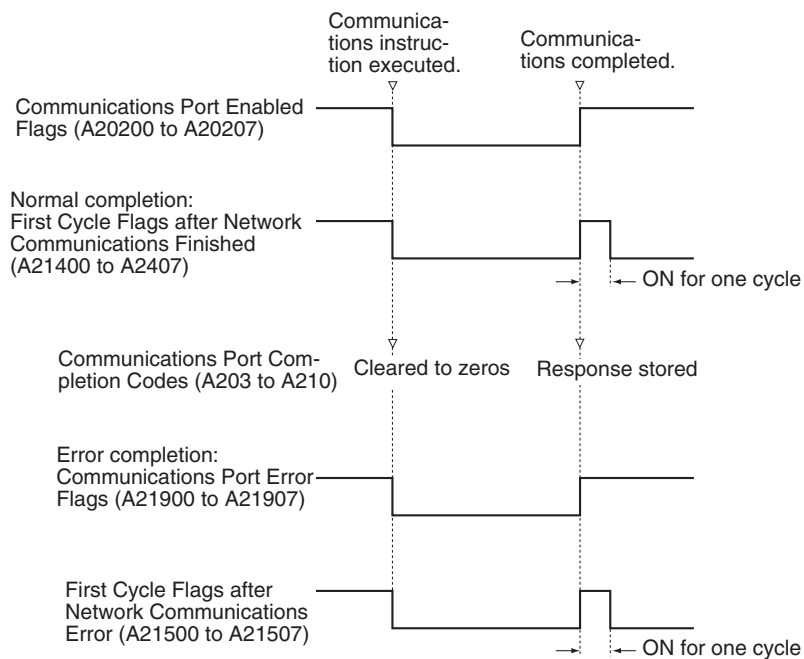 Communica-
tions instruc-
tion executed.
Communica-
tions completed.
Communications Port Enabled
Flags (A20200 to A20207)
Normal completion:
First Cycle Flags after Network
Communications Finished
(A21400 to A2407)
ON for one cycle
Communications Port Com-
pletion Codes (A203 to A210)
Cleared to zeros
Response stored
Error completion:
Communications Port Error
Flags (A21900 to A21907)
First Cycle Flags after
Network Communications
Error (A21500 to A21507)
ON for one cycle